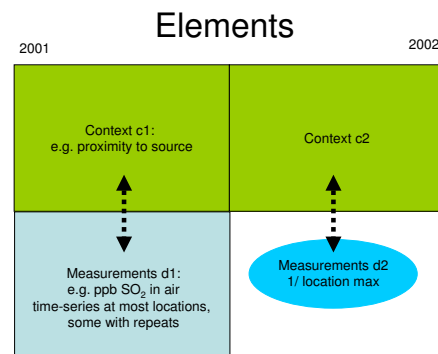 Elements
2001
2002
Context c1:
e.g. proximity to source
Context c2
Measurements d1:
e.g. ppb SO₂ in air
time-series at most locations,
some with repeats
Measurements d2
1/ location max